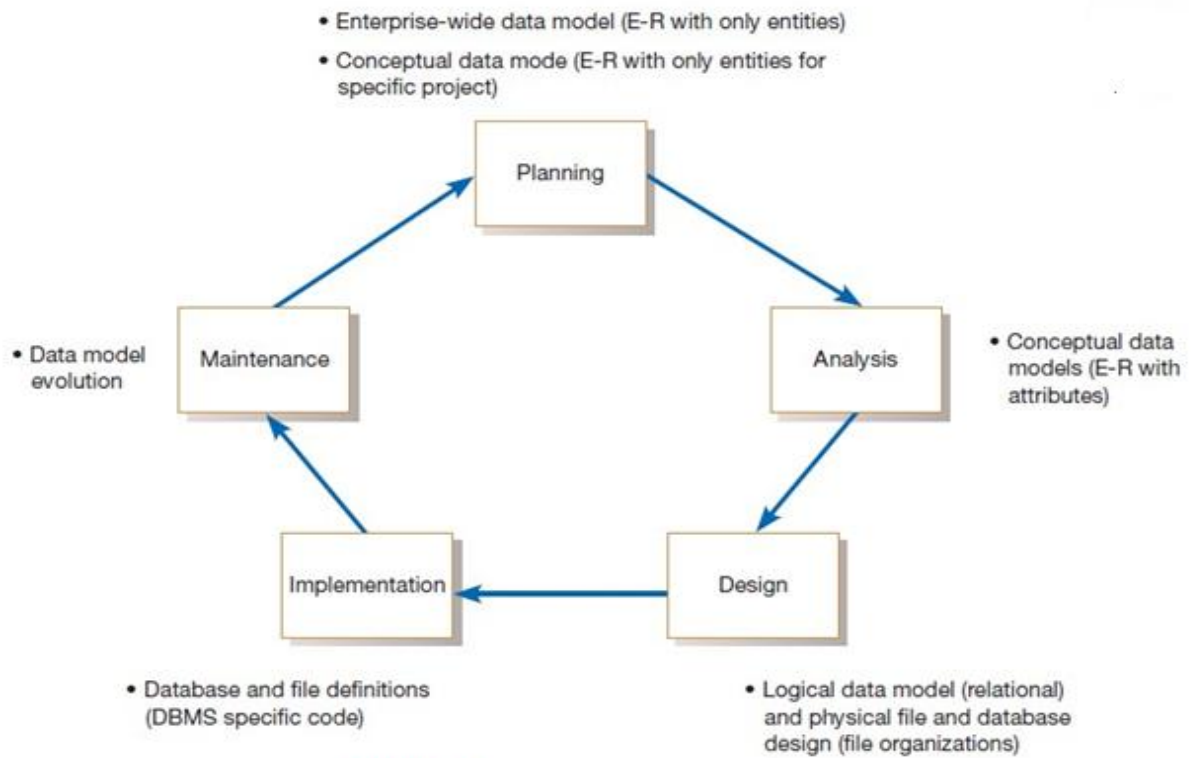 • Enterprise-wide data model (E-R with only entities)
• Conceptual data mode (E-R with only entities for
specific project)
Planning
Maintenance
• Data model
evolution
Analysis
• Conceptual data
models (E-R with
attributes)
Implementation
Design
• Database and file definitions
(DBMS specific code)
• Logical data model (relational)
and physical file and database
design (file organizations)